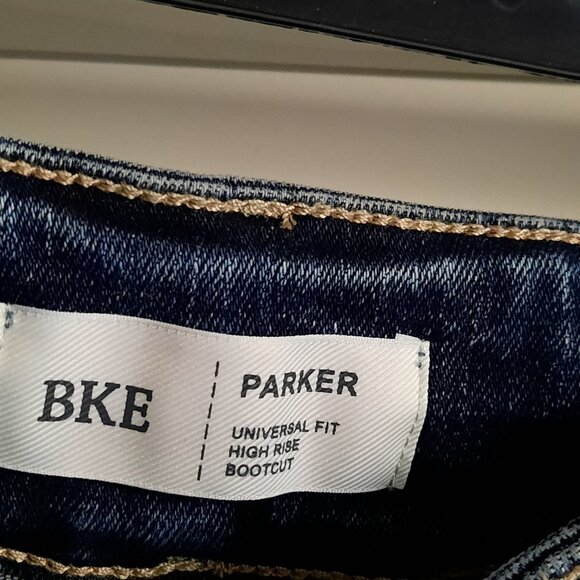 BKE
PARKER
UNIVERSAL FIT
HIGH RISE
BOOTCUT